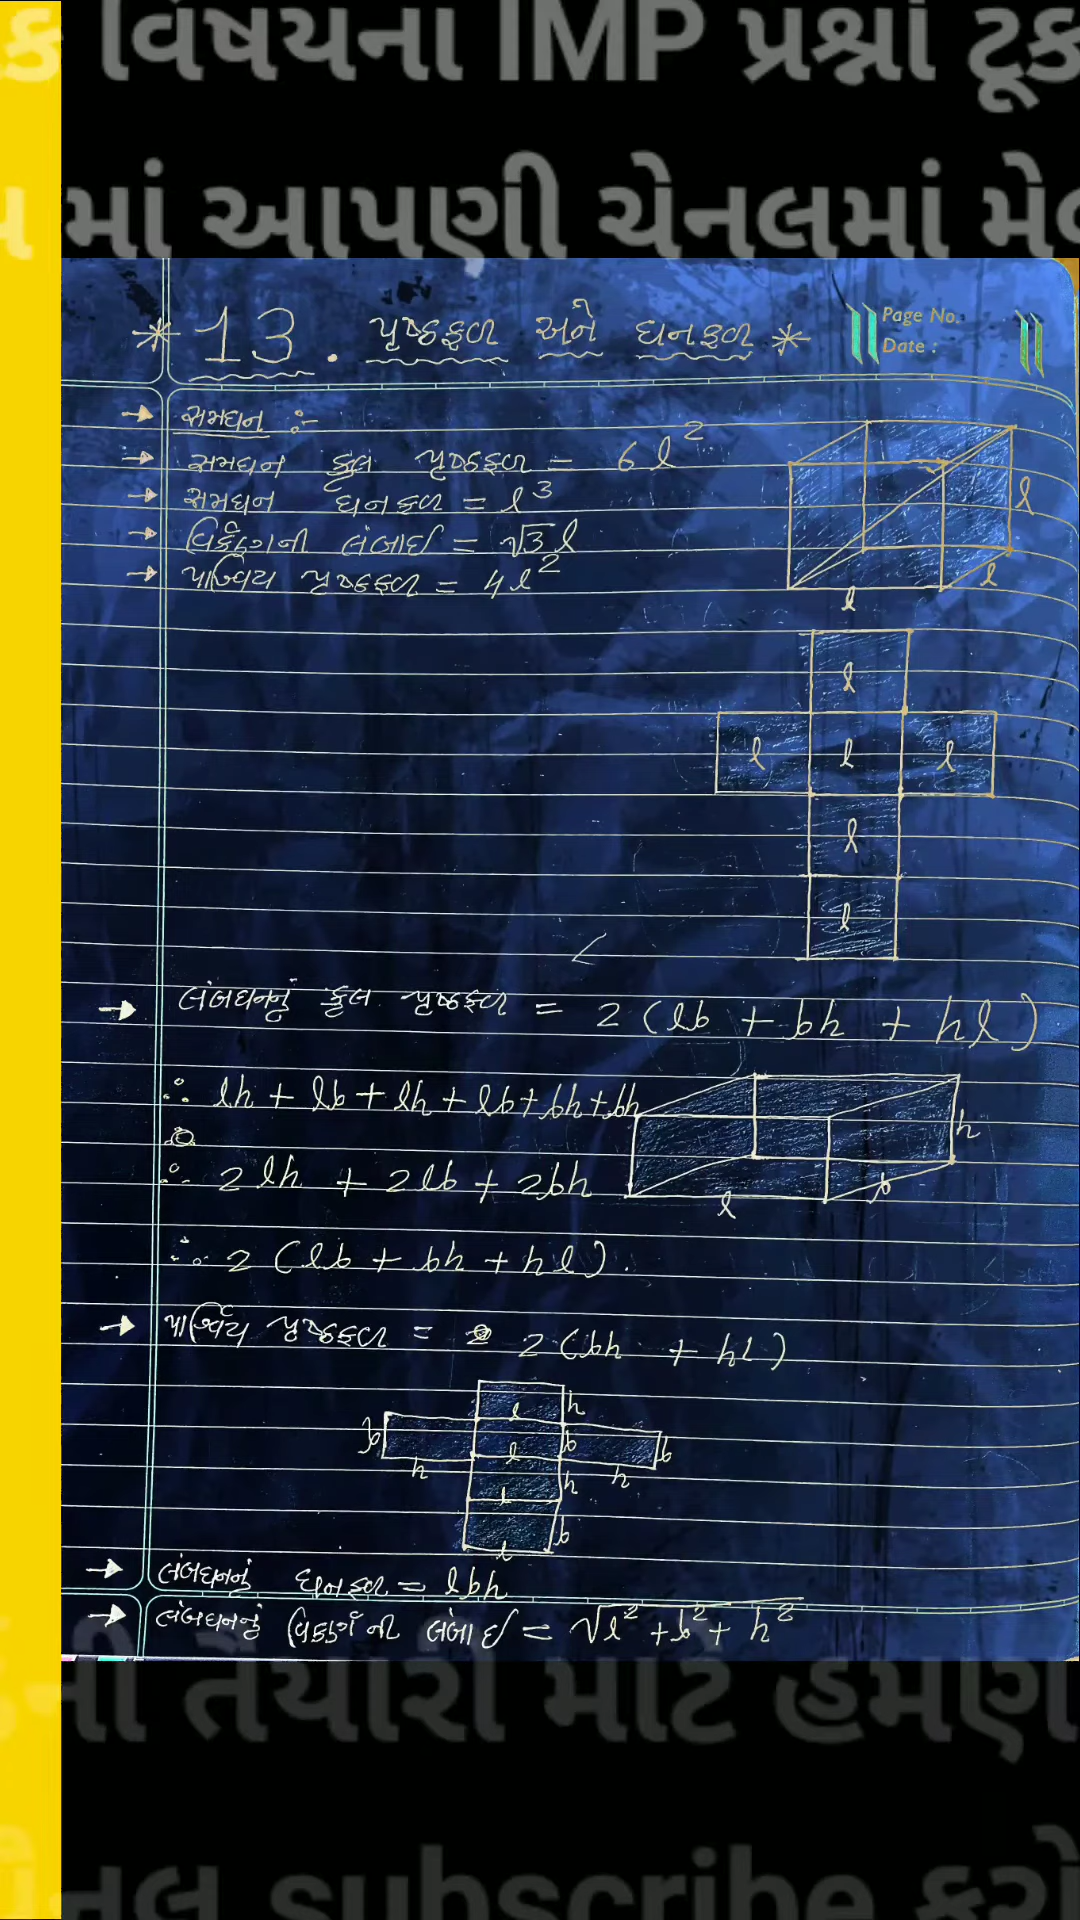 વિષયના IMP પ્રશ્નો ટૂંક
માં આપણી ચેનલમાં
* 13. પૃષ્ઠફળ અને ઘનફળ *
Page No.
Date :
→ સમઘન :-
→ સમઘન કુલ પૃષ્ઠફળ = 6l²
→ સમઘન ઘનફળ = l³
→ વિકર્ણની લંબાઈ = √3 l
→ પાર્શ્વિય પૃષ્ઠફળ = 4l²
l
l
l
l
l l l
l
l
→ લંબઘનનું કુલ પૃષ્ઠફળ = 2 (lb + bh + hl)
∴ lh + lb + lh + lb + bh + bh
h
∴ 2lh + 2lb + 2bh
b
l
∴ 2 (lb + bh + hl).
→ પાર્શ્વિય પૃષ્ઠફળ = 2 (bh + hl)
l h
b l b b
h h h
l
l b
→ લંબઘનનું ઘનફળ = lbh
→ લંબઘનનું વિકર્ણની લંબાઈ = √l² + b² + h²
ની તૈયારી માટે હમણ
subscribe કરો